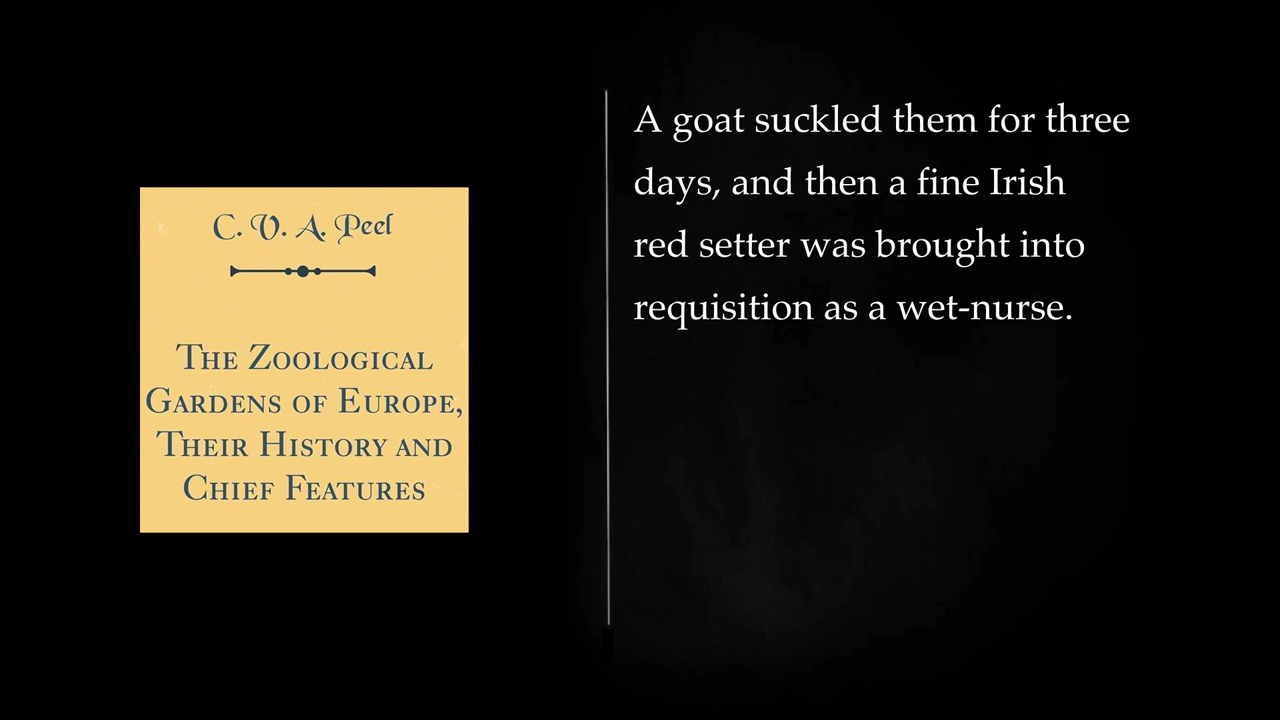 C. V. A. Peel
The Zoological
Gardens of Europe,
Their History and
Chief Features
A goat suckled them for three
days, and then a fine Irish
red setter was brought into
requisition as a wet-nurse.